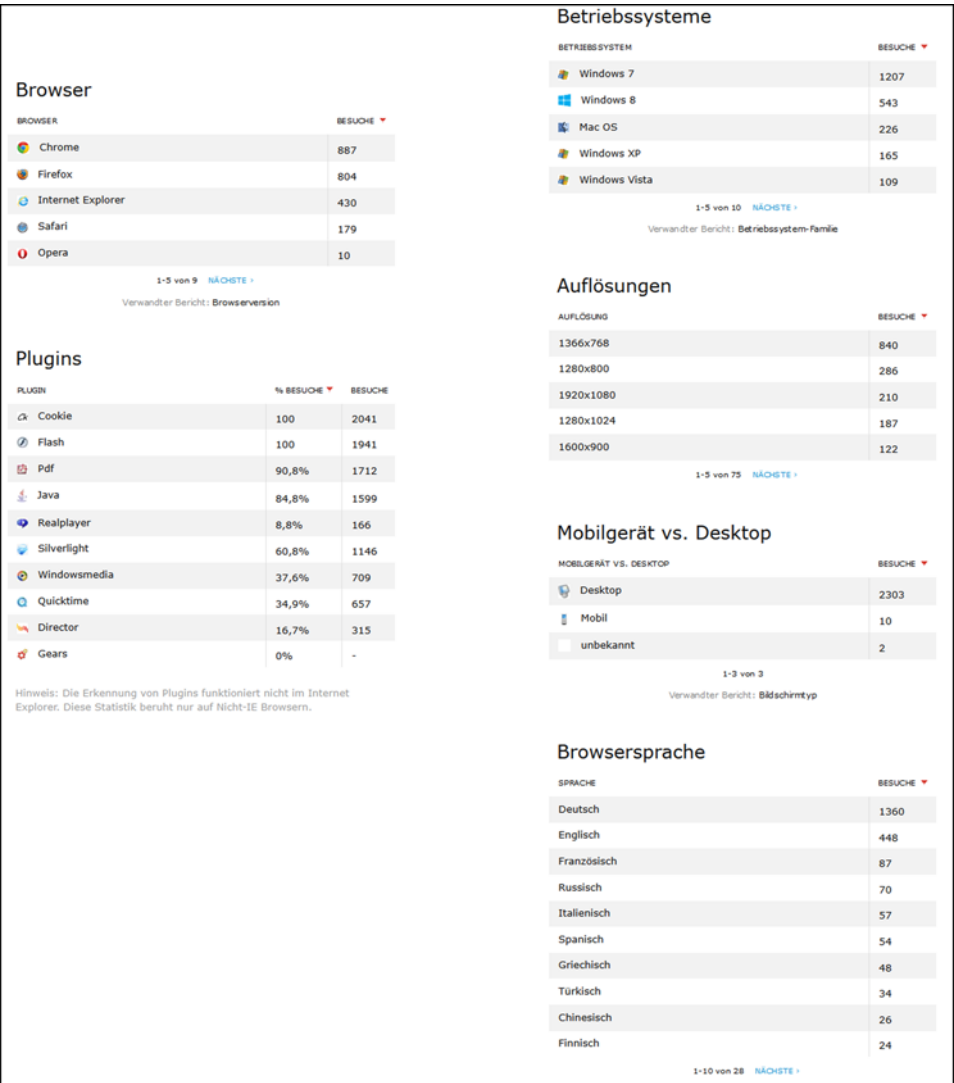 Browser
BROWSER BESUCHE
Chrome 887
Firefox 804
Internet Explorer 430
Safari 179
Opera 10
1-5 von 9 NÄCHSTE ›
Verwandter Bericht: Browserversion
Plugins
PLUGIN % BESUCHE BESUCHE
Cookie 100 2041
Flash 100 1941
Pdf 90,8% 1712
Java 84,8% 1599
Realplayer 8,8% 166
Silverlight 60,8% 1146
Windowsmedia 37,6% 709
Quicktime 34,9% 657
Director 16,7% 315
Gears 0% -
Hinweis: Die Erkennung von Plugins funktioniert nicht im Internet
Explorer. Diese Statistik beruht nur auf Nicht-IE Browsern.
Betriebssysteme
BETRIEBSSYSTEM BESUCHE
Windows 7 1207
Windows 8 543
Mac OS 226
Windows XP 165
Windows Vista 109
1-5 von 10 NÄCHSTE ›
Verwandter Bericht: Betriebssystem-Familie
Auflösungen
AUFLÖSUNG BESUCHE
1366x768 840
1280x800 286
1920x1080 210
1280x1024 187
1600x900 122
1-5 von 75 NÄCHSTE ›
Mobilgerät vs. Desktop
MOBILGERÄT VS. DESKTOP BESUCHE
Desktop 2303
Mobil 10
unbekannt 2
1-3 von 3
Verwandter Bericht: Bildschirmtyp
Browsersprache
SPRACHE BESUCHE
Deutsch 1360
Englisch 448
Französisch 87
Russisch 70
Italienisch 57
Spanisch 54
Griechisch 48
Türkisch 34
Chinesisch 26
Finnisch 24
1-10 von 28 NÄCHSTE ›